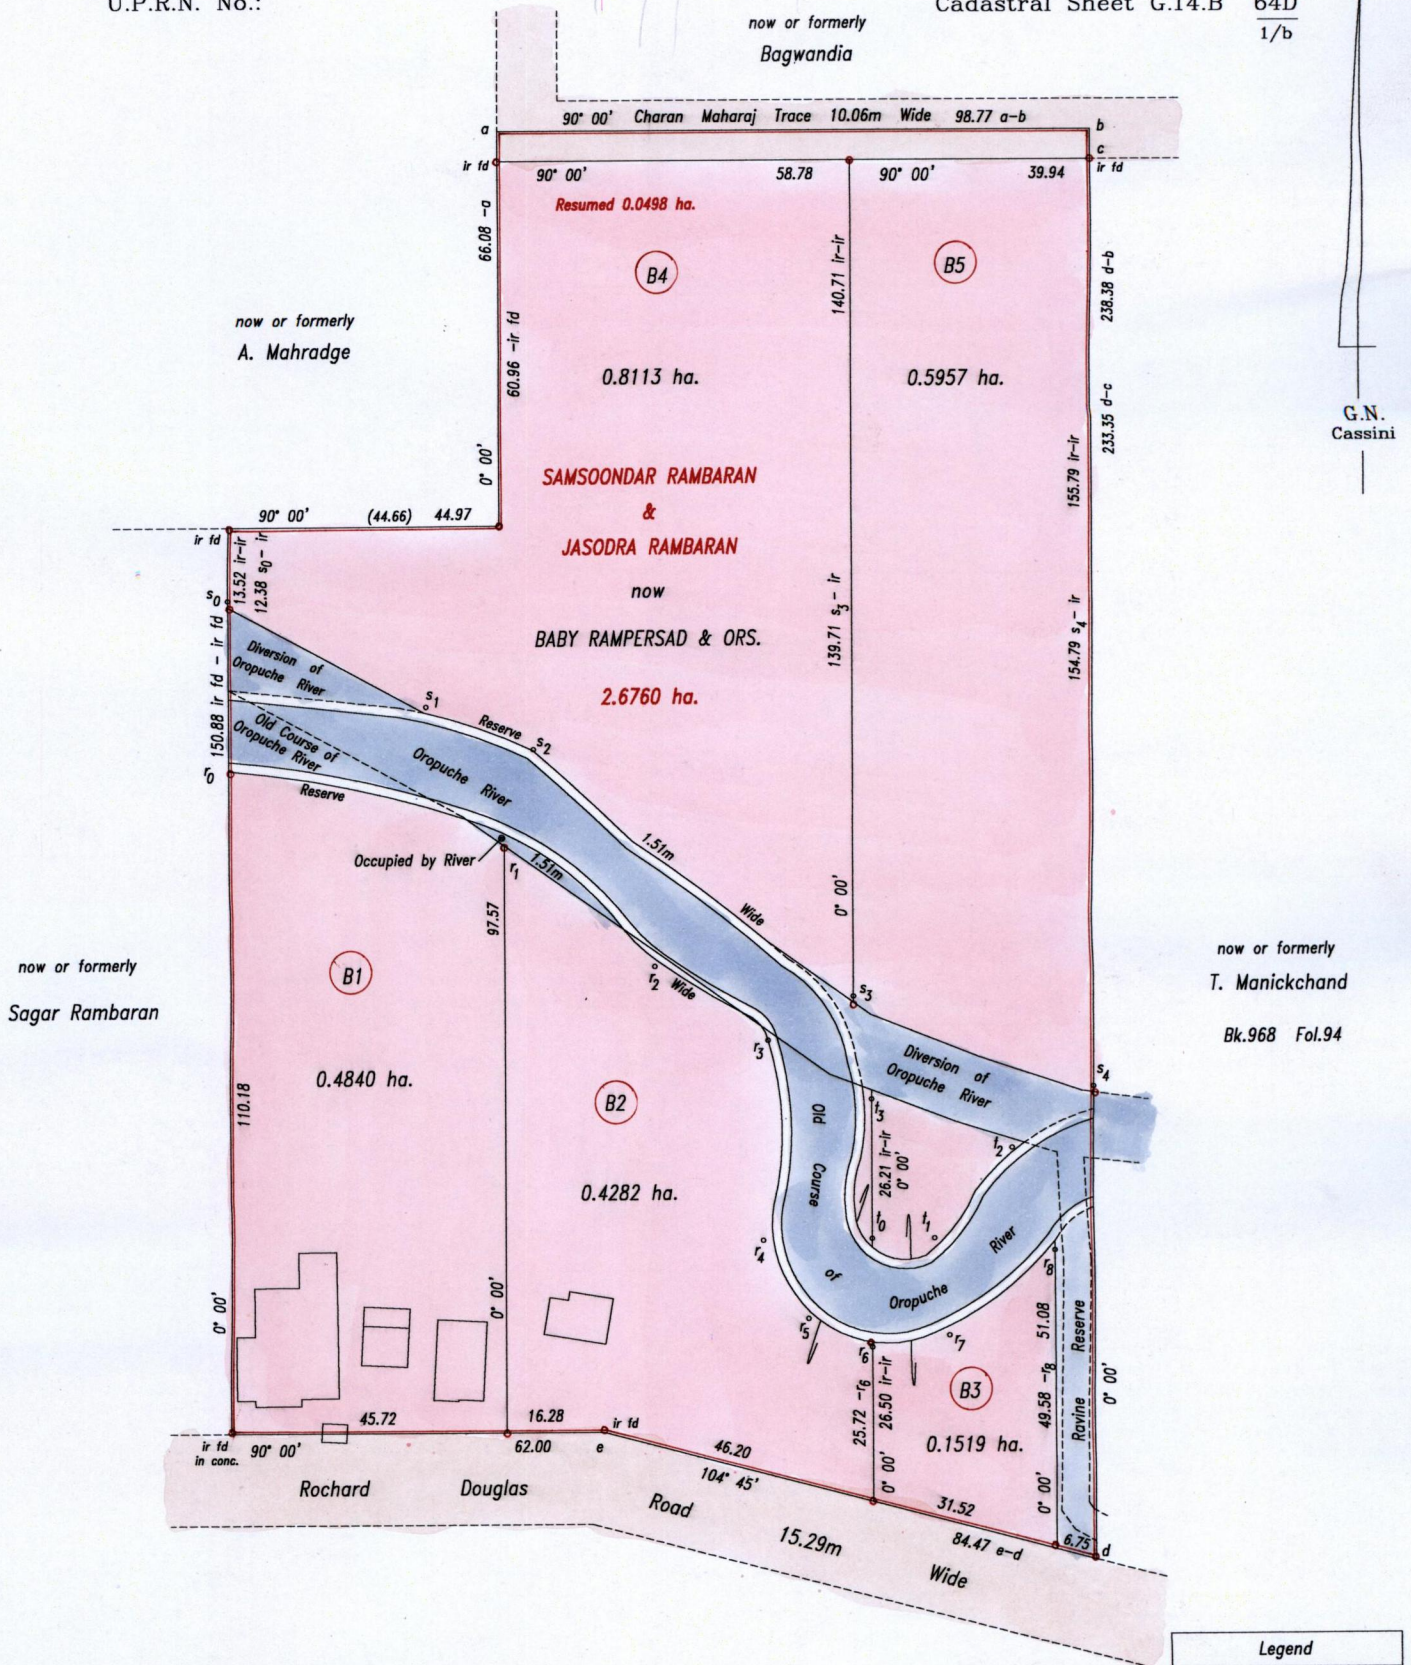 U.P.R.N. No.:
Cadastral Sheet G.14.B 64D
1/b
now or formerly
Bagwandia
a
90° 00' Charan Maharaj Trace 10.06m Wide 98.77 a-b
b
c
ir fd
90° 00' 58.78 90° 00' 39.94
ir fd
Resumed 0.0498 ha.
66.08 -a
60.96 -ir fd
0° 00'
140.71 ir-ir
B4
B5
238.38 d-b
233.35 d-c
now or formerly
A. Mahradge
0.8113 ha.
0.5957 ha.
G.N.
Cassini
155.79 ir-ir
154.79 s4- ir
SAMSOONDAR RAMBARAN
&
JASODRA RAMBARAN
now
BABY RAMPERSAD & ORS.
2.6760 ha.
90° 00' (44.66) 44.97
ir fd
13.52 ir-ir
12.38 s0- ir
s0
139.71 s3- ir
0° 00'
150.88 ir fd - ir fd
Diversion of
Oropuche River
s1
Reserve
s2
Old Course of
Oropuche River
Oropuche River
r0
Reserve
1.51m
Occupied by River
r1
1.51m
Wide
97.57
now or formerly
Sagar Rambaran
B1
r2
Wide
s3
now or formerly
T. Manickchand
Bk.968 Fol.94
r3
Diversion of
Oropuche River
s4
0.4840 ha.
110.18
B2
Old Course of Oropuche River
t3
26.21 ir-ir
0° 00'
t2
0.4282 ha.
t0
t1
r4
r8
0° 00'
0° 00'
r5
r6
r7
51.08
49.58 -r8
0° 00'
Ravine Reserve
0° 00'
25.72 -r6
26.50 ir-ir
0° 00'
B3
0.1519 ha.
45.72
16.28
ir fd
ir fd
in conc.
90° 00'
62.00
e
46.20
104° 45'
31.52
84.47 e-d
6.75
d
Rochard Douglas Road 15.29m Wide
Legend